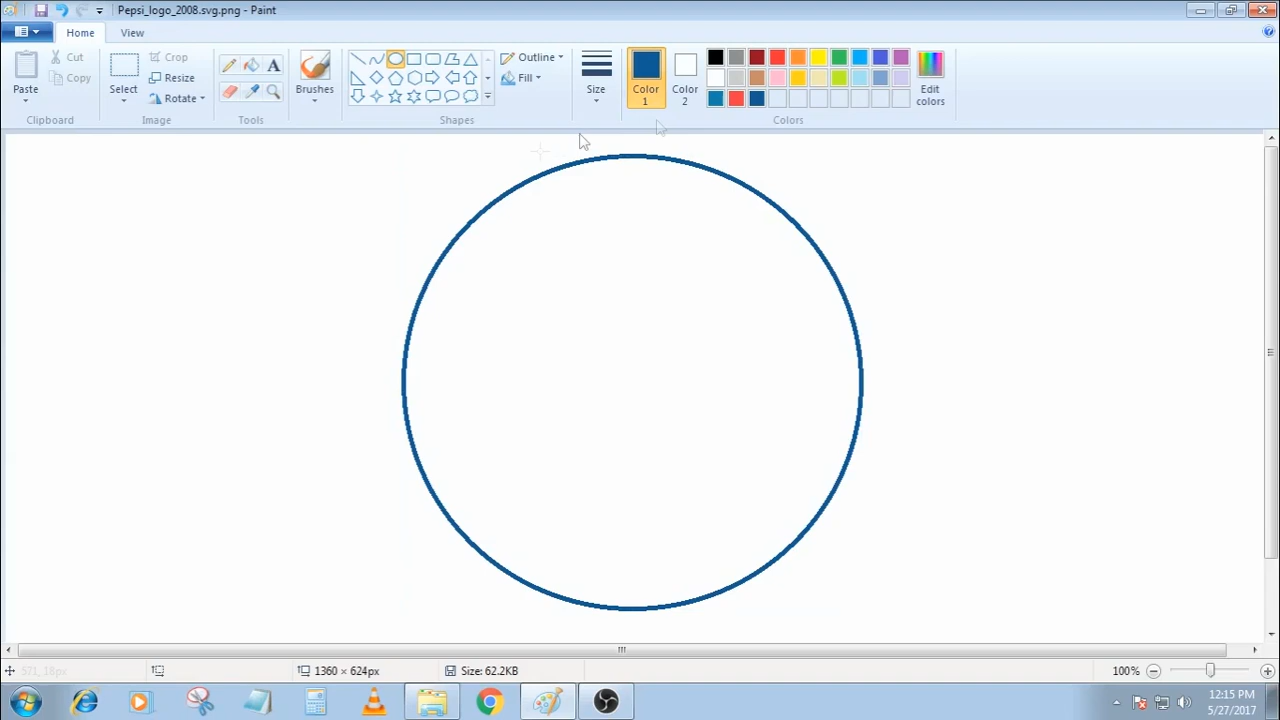 Pepsi_logo_2008.svg.png - Paint
Home
View
Paste
Cut
Copy
Clipboard
Select
Crop
Resize
Rotate
Image
A
Tools
Brushes
Shapes
Outline
Fill
Size
Color 1
Color 2
Colors
Edit colors
571, 18px
1360 × 624px
Size: 62.2KB
100%
12:15 PM
5/27/2017